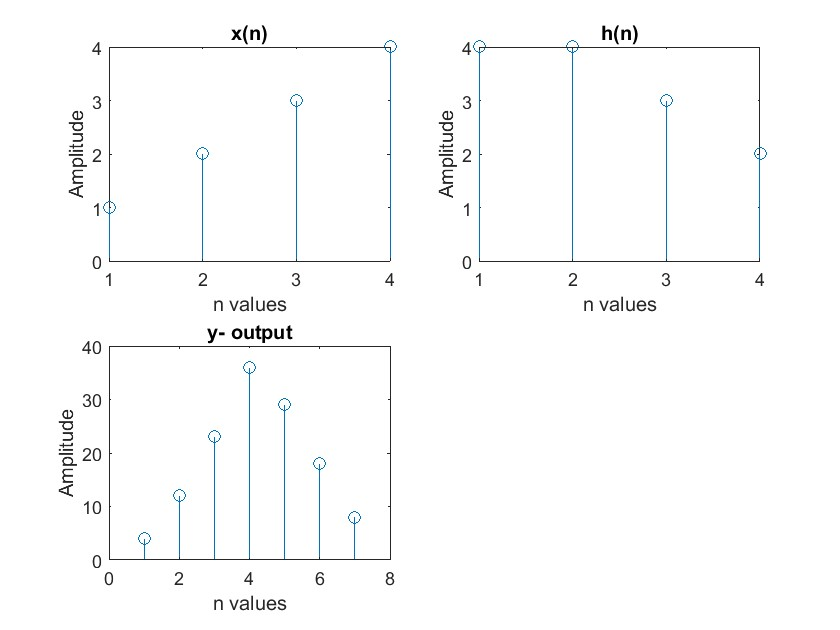 x(n)
Amplitude
4
3
2
1
0
1 2 3 4
n values
h(n)
Amplitude
4
3
2
1
0
1 2 3 4
n values
y- output
Amplitude
40
30
20
10
0
0 2 4 6 8
n values